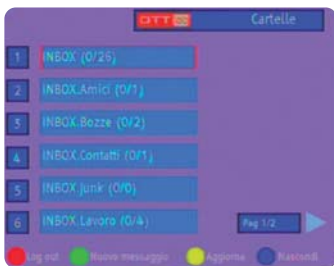 OTT Cartelle
1 INBOX (0/26)
2 INBOX.Amici (0/1)
3 INBOX.Bozze (0/2)
4 INBOX.Contatti (0/1)
5 INBOX.Junk (0/0)
6 INBOX.Lavoro (0/4)
Pag 1/2
Log out Nuovo messaggio Aggiorna Nascondi